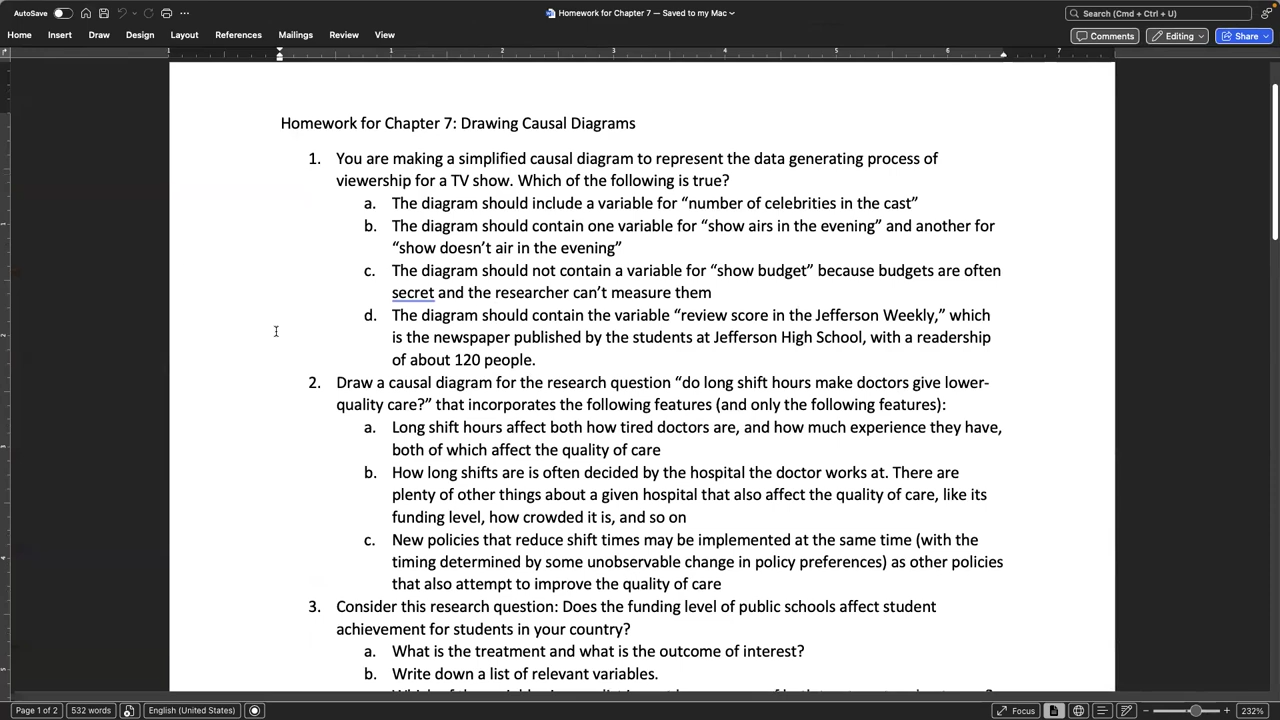 AutoSave
Homework for Chapter 7 — Saved to my Mac
Search (Cmd + Ctrl + U)
Home Insert Draw Design Layout References Mailings Review View
Comments Editing Share
1 1 2 3 4 5 6 7
Homework for Chapter 7: Drawing Causal Diagrams
1. You are making a simplified causal diagram to represent the data generating process of
viewership for a TV show. Which of the following is true?
a. The diagram should include a variable for “number of celebrities in the cast”
b. The diagram should contain one variable for “show airs in the evening” and another for
“show doesn’t air in the evening”
c. The diagram should not contain a variable for “show budget” because budgets are often
secret and the researcher can’t measure them
d. The diagram should contain the variable “review score in the Jefferson Weekly,” which
is the newspaper published by the students at Jefferson High School, with a readership
of about 120 people.
2. Draw a causal diagram for the research question “do long shift hours make doctors give lower-
quality care?” that incorporates the following features (and only the following features):
a. Long shift hours affect both how tired doctors are, and how much experience they have,
both of which affect the quality of care
b. How long shifts are is often decided by the hospital the doctor works at. There are
plenty of other things about a given hospital that also affect the quality of care, like its
funding level, how crowded it is, and so on
c. New policies that reduce shift times may be implemented at the same time (with the
timing determined by some unobservable change in policy preferences) as other policies
that also attempt to improve the quality of care
3. Consider this research question: Does the funding level of public schools affect student
achievement for students in your country?
a. What is the treatment and what is the outcome of interest?
b. Write down a list of relevant variables.
Page 1 of 2 532 words English (United States) Focus 232%